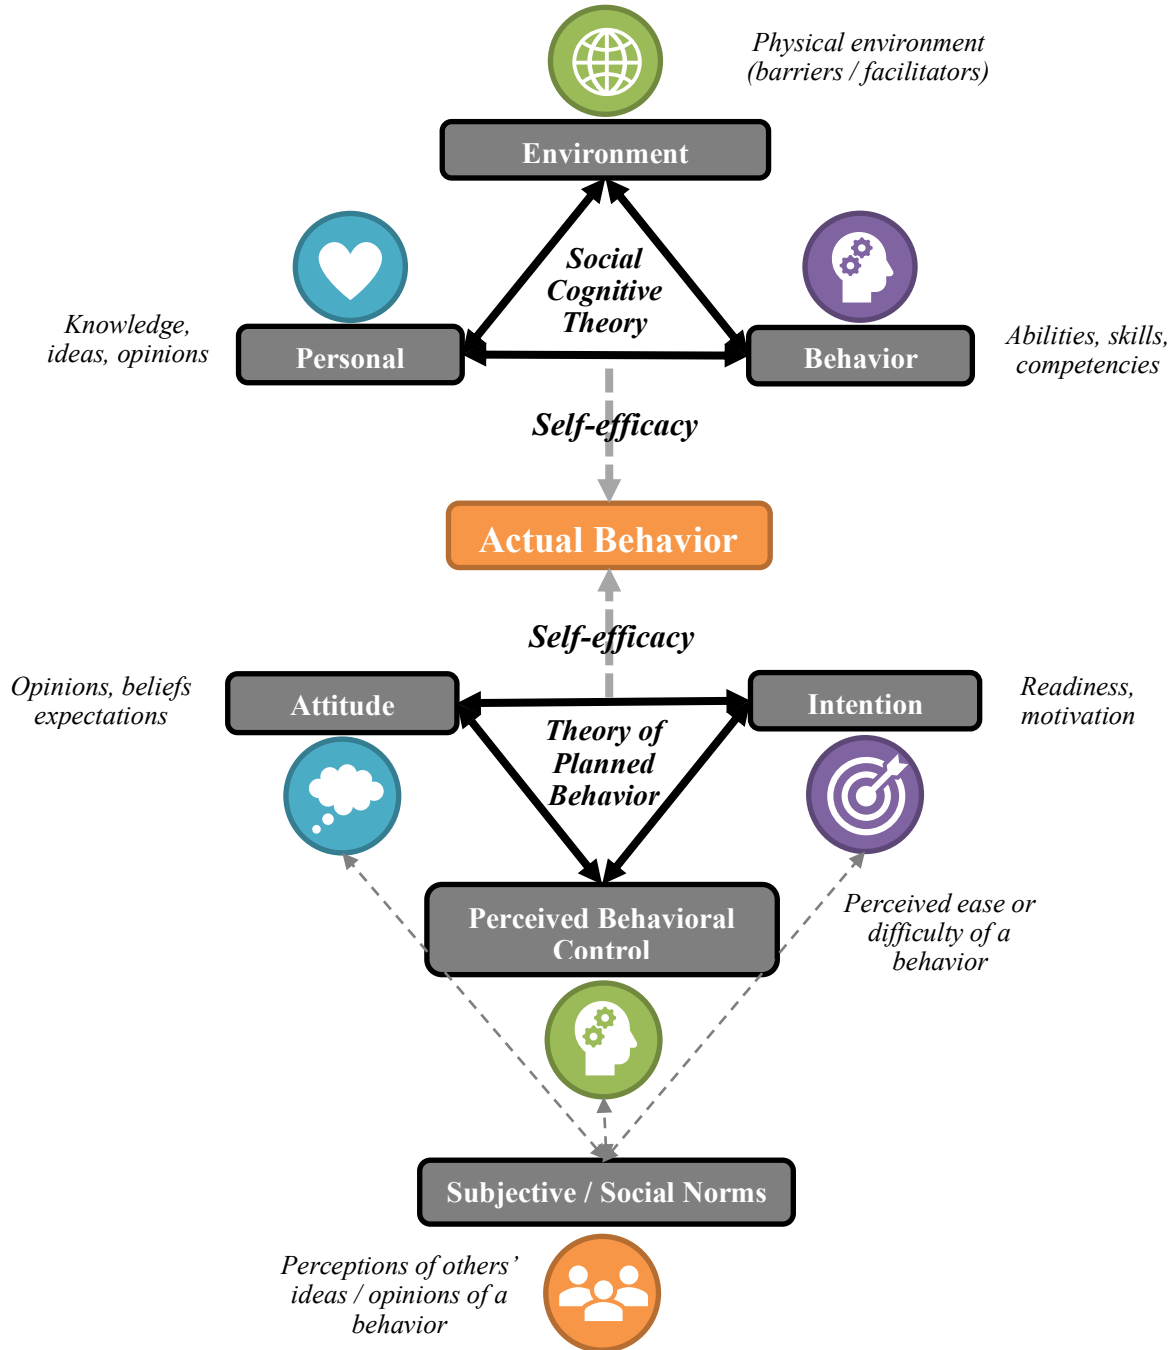 Physical environment
(barriers / facilitators)
Environment
Social
Cognitive
Theory
Knowledge,
ideas, opinions
Personal
Behavior
Abilities, skills,
competencies
Self-efficacy
Actual Behavior
Self-efficacy
Opinions, beliefs
expectations
Attitude
Intention
Readiness,
motivation
Theory of
Planned
Behavior
Perceived Behavioral
Control
Perceived ease or
difficulty of a
behavior
Subjective / Social Norms
Perceptions of others’
ideas / opinions of a
behavior